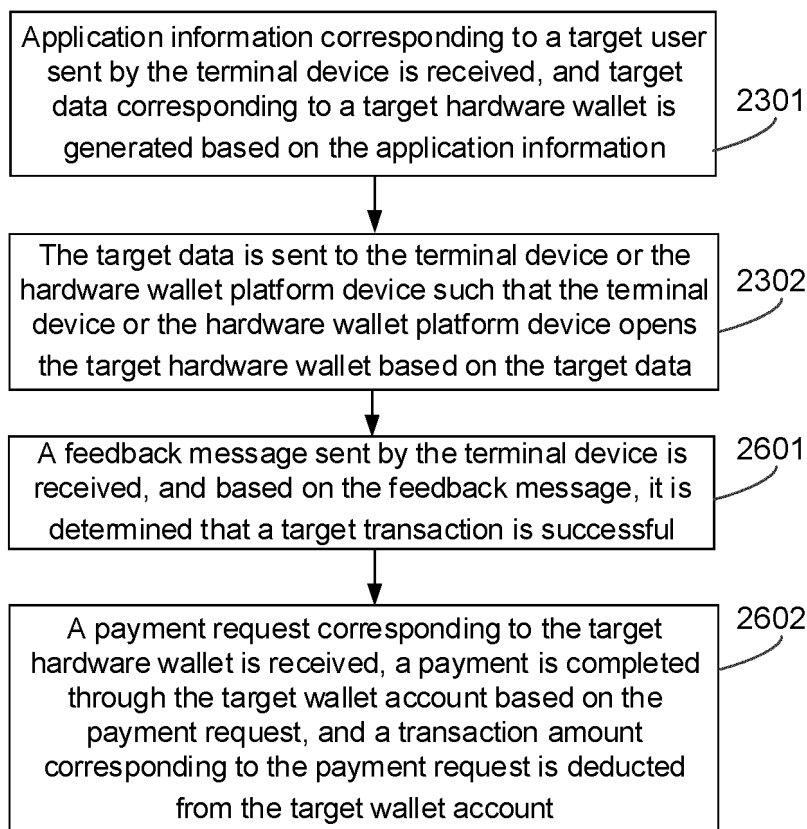 Application information corresponding to a target user
sent by the terminal device is received, and target
data corresponding to a target hardware wallet is
generated based on the application information
2301
The target data is sent to the terminal device or the
hardware wallet platform device such that the terminal
device or the hardware wallet platform device opens
the target hardware wallet based on the target data
2302
A feedback message sent by the terminal device is
received, and based on the feedback message, it is
determined that a target transaction is successful
2601
A payment request corresponding to the target
hardware wallet is received, a payment is completed
through the target wallet account based on the
payment request, and a transaction amount
corresponding to the payment request is deducted
from the target wallet account
2602